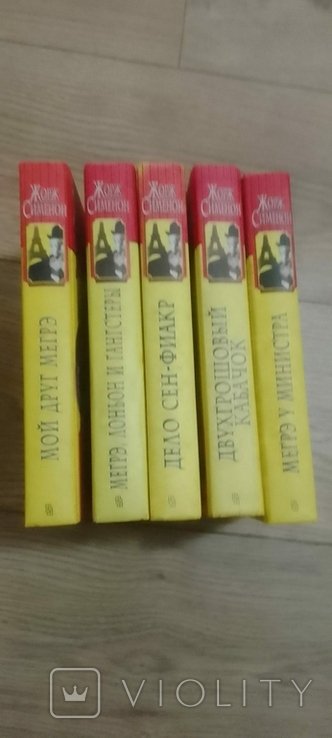 ЖОРЖ
СИМЕНОН
МОЙ ДРУГ МЕГРЭ
ЖОРЖ
СИМЕНОН
МЕГРЭ, ЛОНЬОН И ГАНГСТЕРЫ
ЖОРЖ
СИМЕНОН
ДЕЛО СЕН-ФИАКР
ЖОРЖ
СИМЕНОН
ДВУХГРОШОВЫЙ
КАБАЧОК
ЖОРЖ
СИМЕНОН
МЕГРЭ У МИНИСТРА
VIOLITY